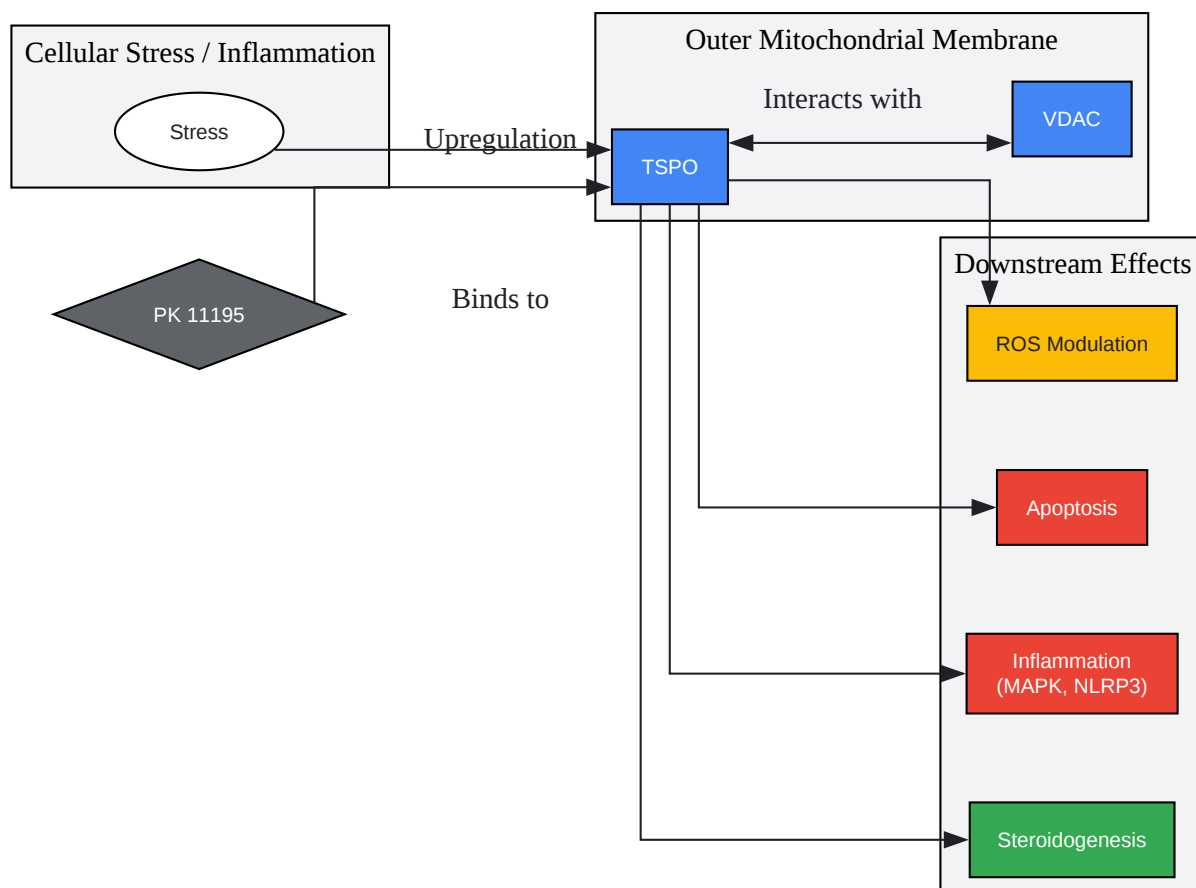 Cellular Stress / Inflammation
Stress
Upregulation
Outer Mitochondrial Membrane
Interacts with
VDAC
TSPO
PK 11195
Binds to
Downstream Effects
ROS Modulation
Apoptosis
Inflammation
(MAPK, NLRP3)
Steroidogenesis